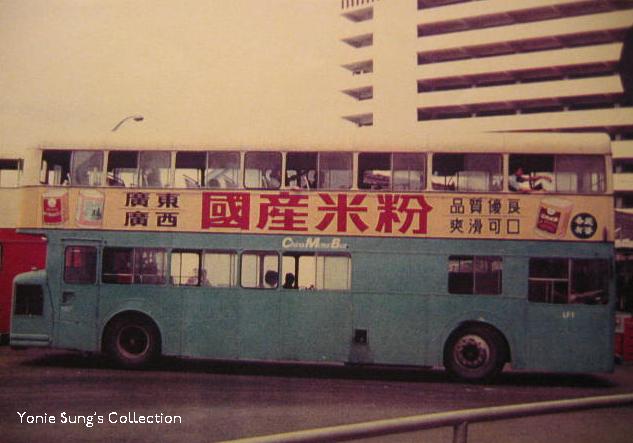 廣東
廣西
國產米粉
品質優良
爽滑可口
China Motor Bus
LF1
Yonie Sung's Collection